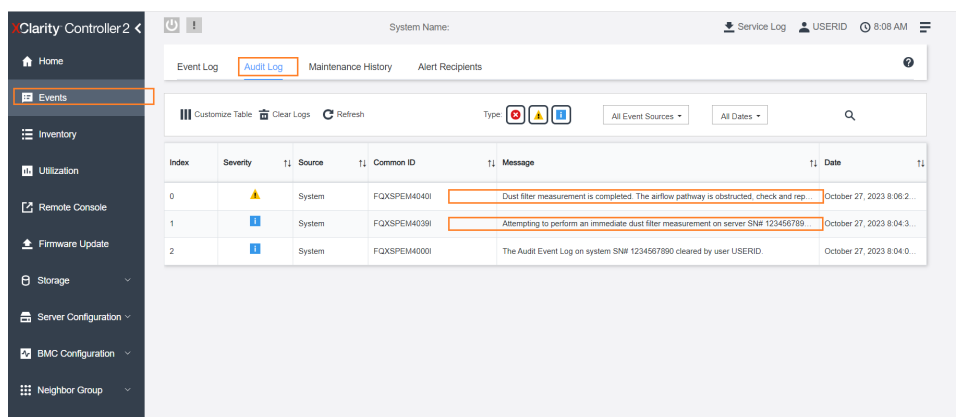 XClarity Controller 2
System Name:
Service Log
USERID
8:08 AM
Home
Events
Inventory
Utilization
Remote Console
Firmware Update
Storage
Server Configuration
BMC Configuration
Neighbor Group
Event Log
Audit Log
Maintenance History
Alert Recipients
Customize Table
Clear Logs
Refresh
Type:
All Event Sources
All Dates
Index Severity Source Common ID Message Date
0 System FQXSPEM4040I Dust filter measurement is completed. The airflow pathway is obstructed, check and rep... October 27, 2023 8:06:2...
1 System FQXSPEM4039I Attempting to perform an immediate dust filter measurement on server SN# 123456789... October 27, 2023 8:04:3...
2 System FQXSPEM4000I The Audit Event Log on system SN# 1234567890 cleared by user USERID. October 27, 2023 8:04:0...